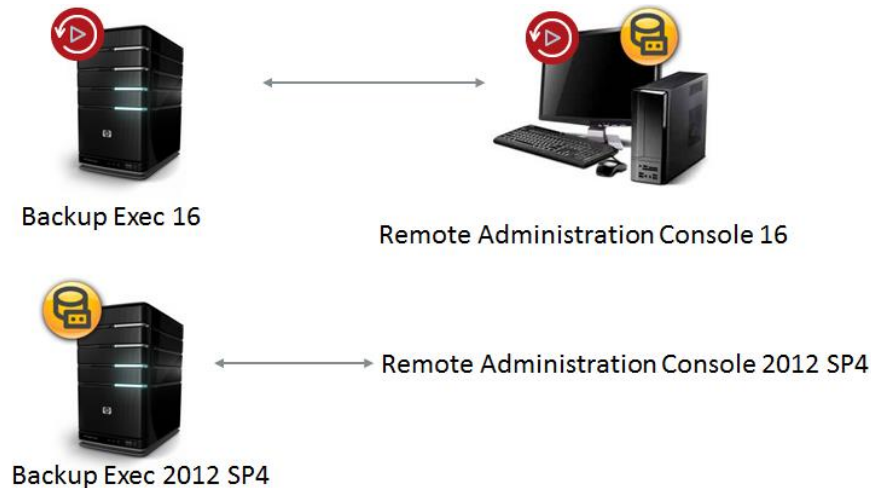 Backup Exec 16
Remote Administration Console 16
Remote Administration Console 2012 SP4
Backup Exec 2012 SP4